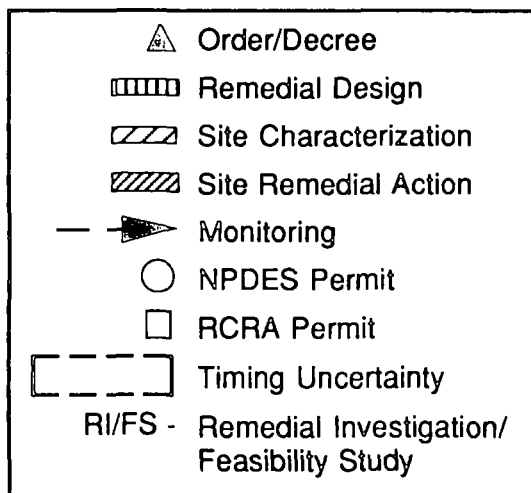 Order/Decree
Remedial Design
Site Characterization
Site Remedial Action
Monitoring
NPDES Permit
RCRA Permit
Timing Uncertainty
RI/FS - Remedial Investigation/
Feasibility Study